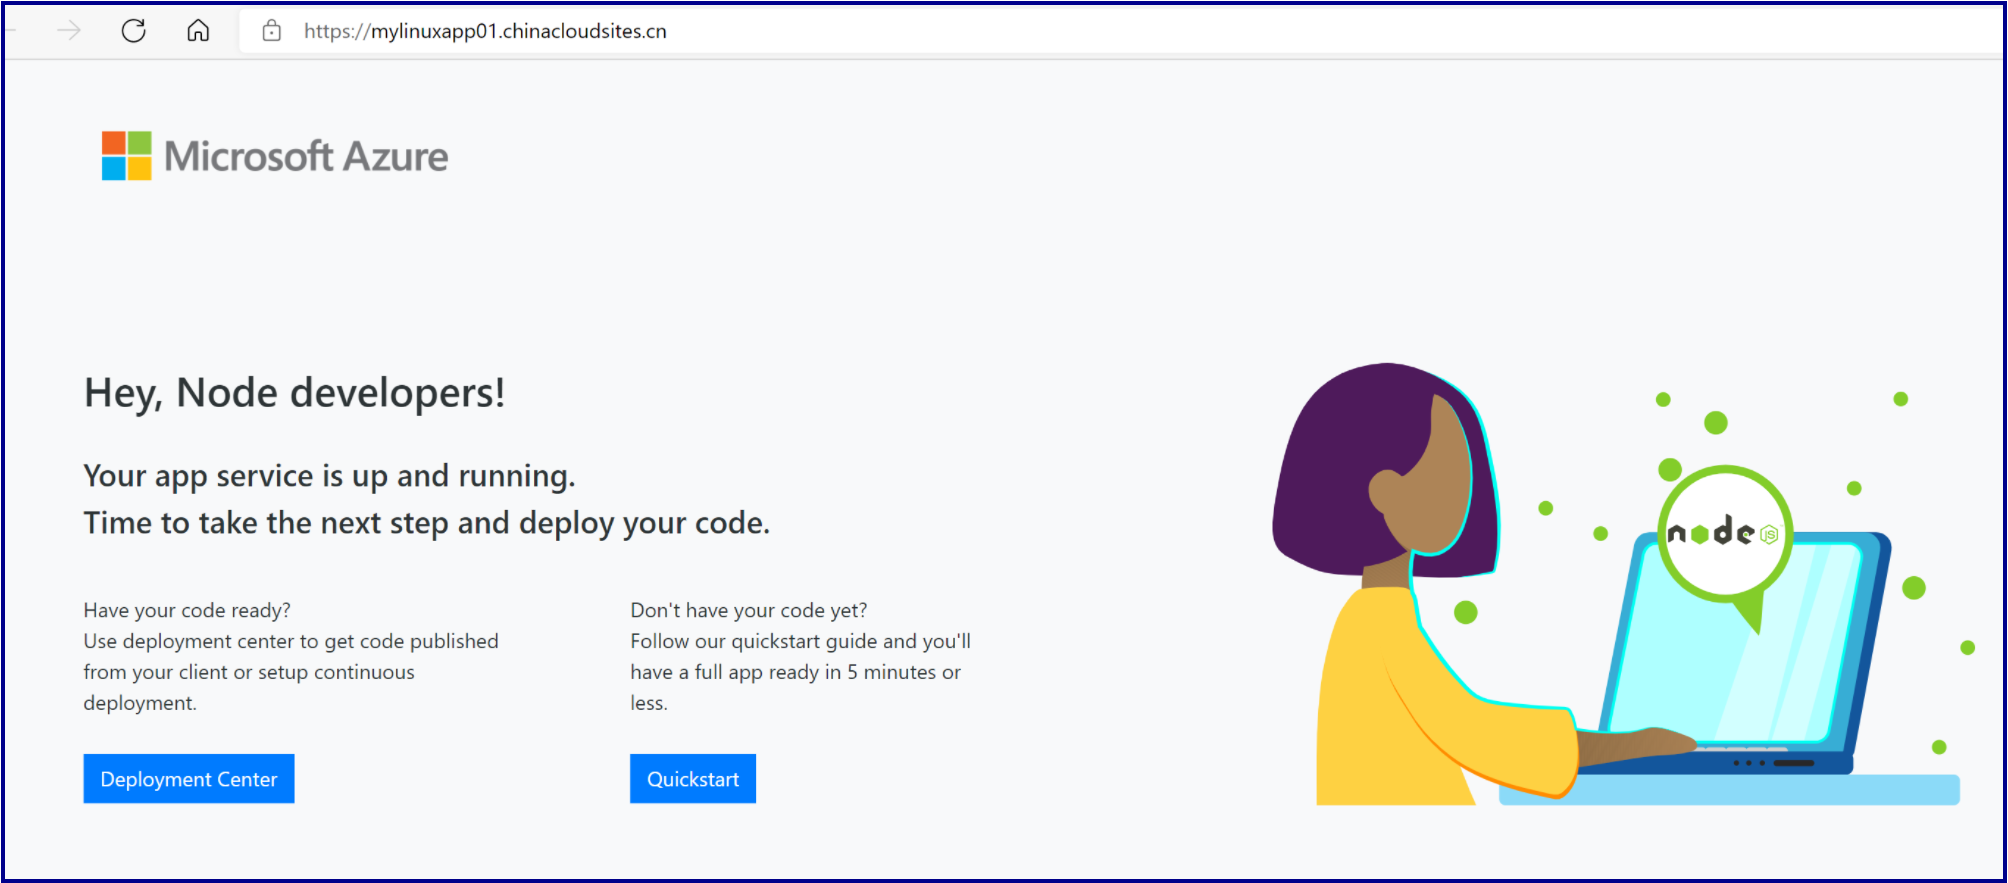 https://mylinuxapp01.chinacloudsites.cn
Microsoft Azure
Hey, Node developers!
Your app service is up and running.
Time to take the next step and deploy your code.
Have your code ready?
Use deployment center to get code published
from your client or setup continuous
deployment.
Deployment Center
Don't have your code yet?
Follow our quickstart guide and you'll
have a full app ready in 5 minutes or
less.
Quickstart
node JS